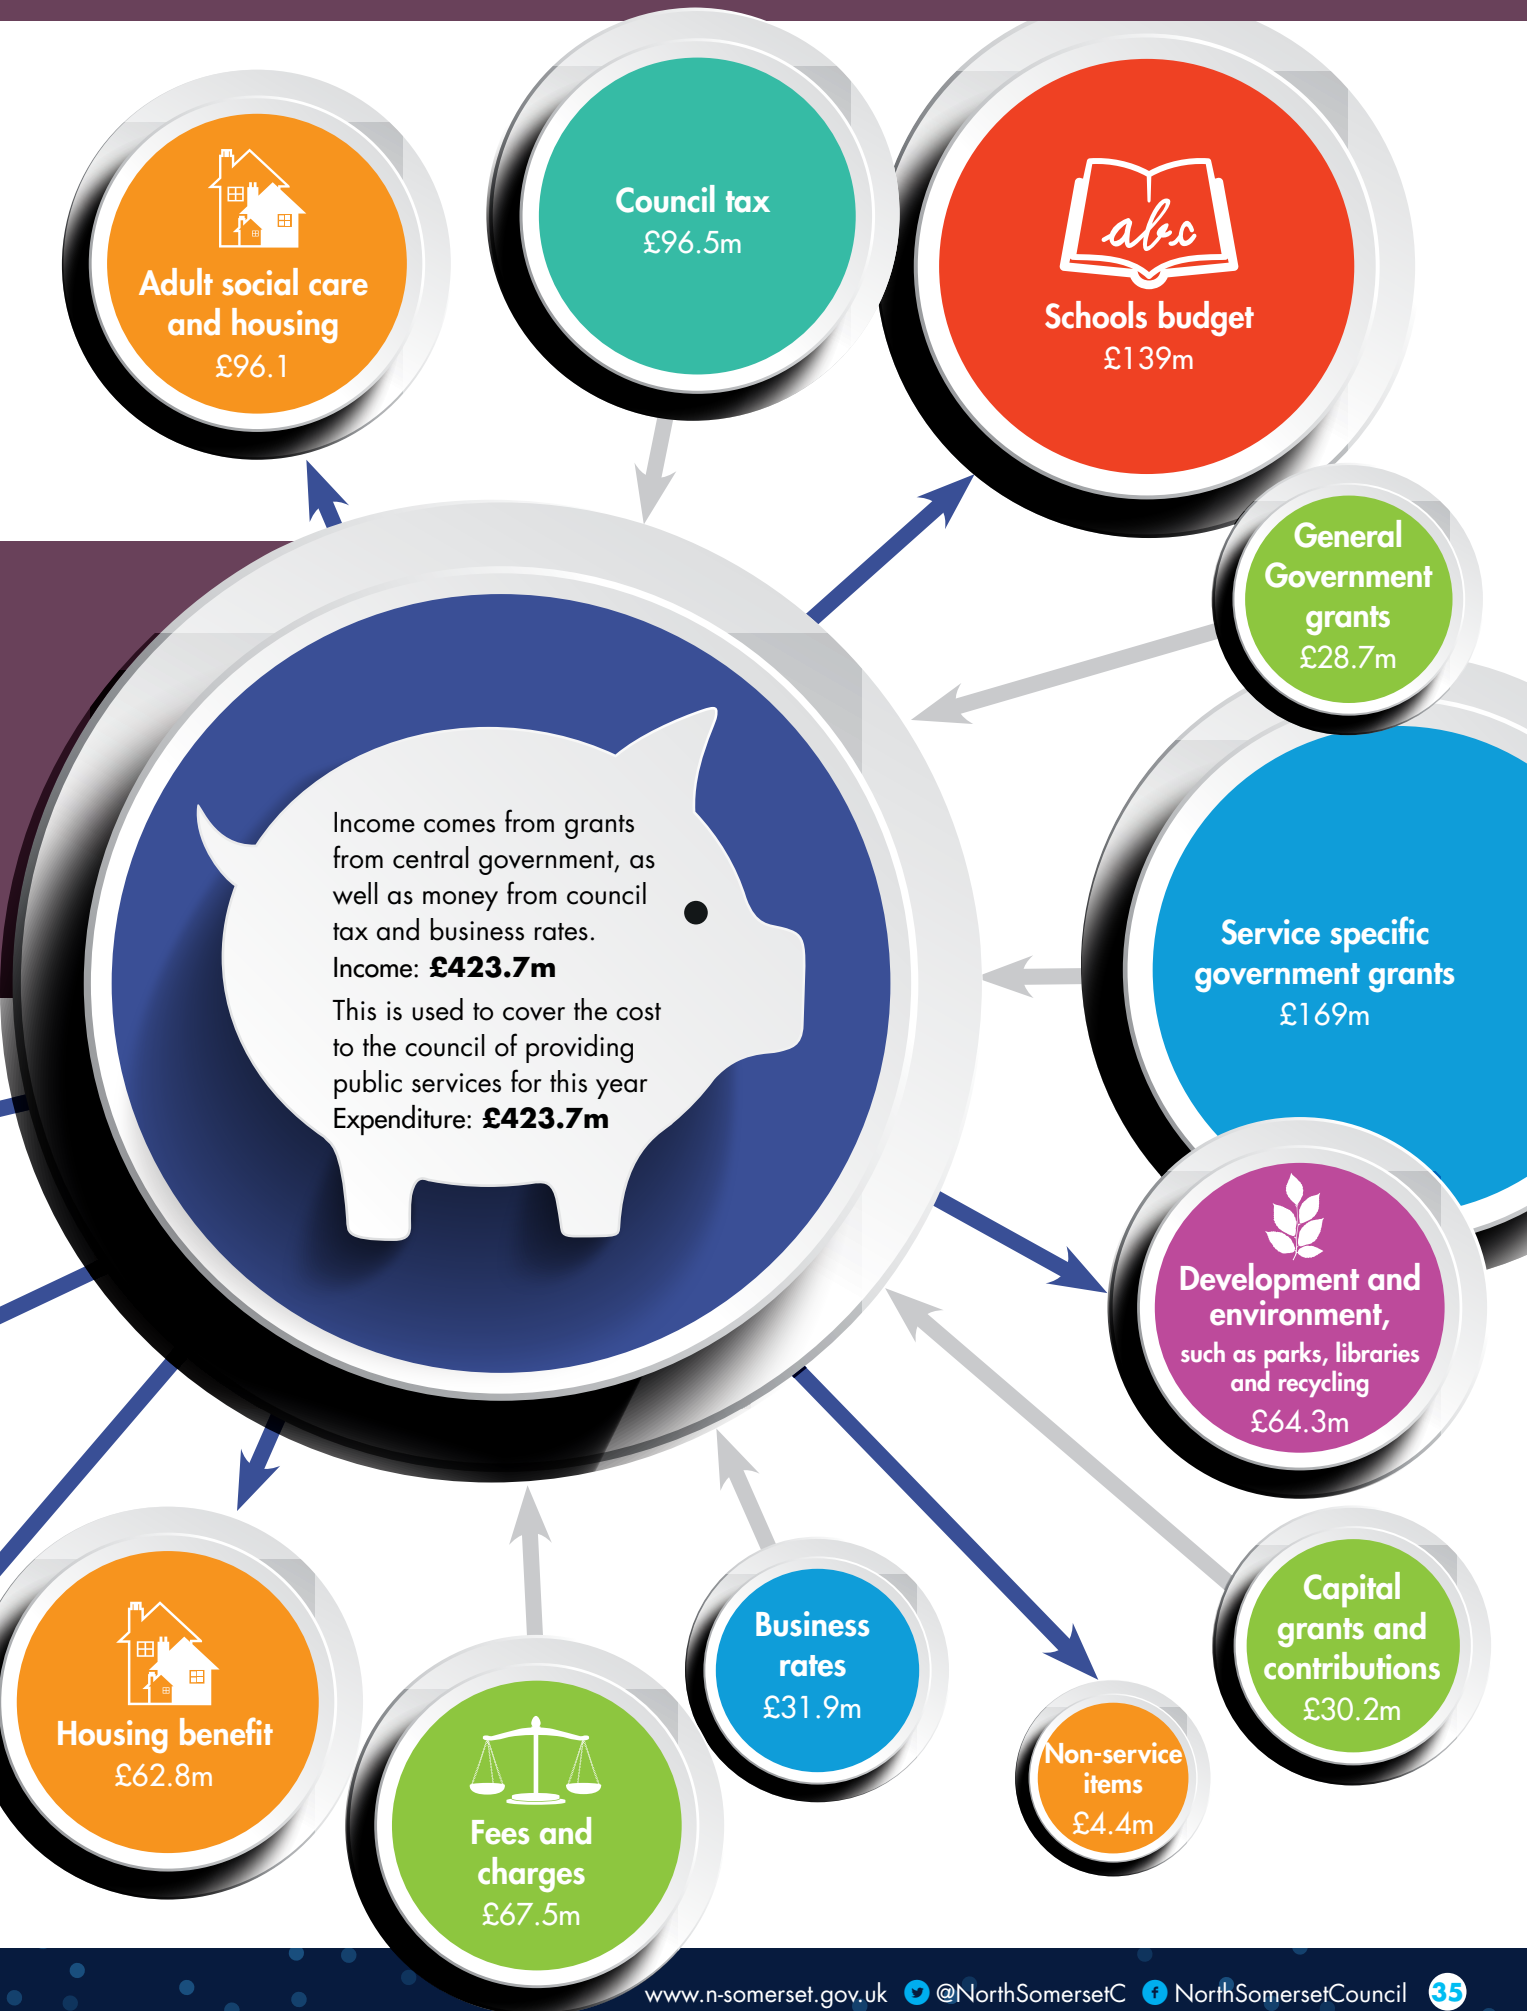 Adult social care
and housing
£96.1
Council tax
£96.5m
abc
Schools budget
£139m
General
Government
grants
£28.7m
Income comes from grants
from central government, as
well as money from council
tax and business rates.
Income: £423.7m
This is used to cover the cost
to the council of providing
public services for this year
Expenditure: £423.7m
Service specific
government grants
£169m
Development and
environment,
such as parks, libraries
and recycling
£64.3m
Housing benefit
£62.8m
Fees and
charges
£67.5m
Business
rates
£31.9m
Non-service
items
£4.4m
Capital
grants and
contributions
£30.2m
www.n-somerset.gov.uk @NorthSomersetC NorthSomersetCouncil 35